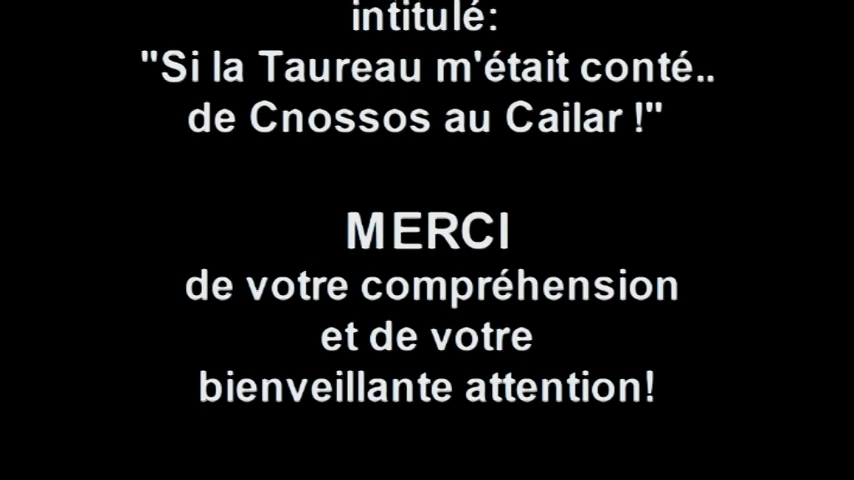 intitulé:
"Si la Taureau m'était conté..
de Cnossos au Cailar !"
MERCI
de votre compréhension
et de votre
bienveillante attention!